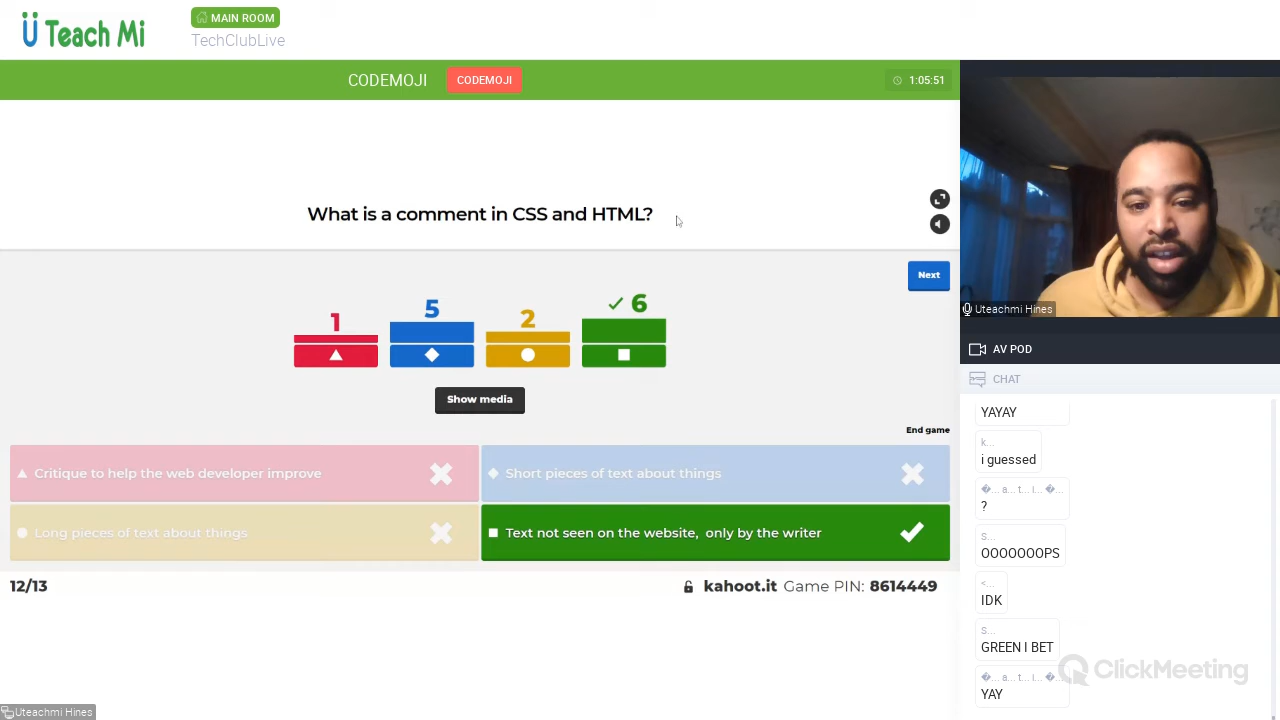 Ü Teach Mi
MAIN ROOM
TechClubLive
CODEMOJI
CODEMOJI
1:05:51
What is a comment in CSS and HTML?
Next
1
5
2
6
Show media
End game
Critique to help the web developer improve
Short pieces of text about things
Long pieces of text about things
Text not seen on the website, only by the writer
12/13
kahoot.it Game PIN: 8614449
Uteachmi Hines
Uteachmi Hines
AV POD
CHAT
YAYAY
k...
i guessed
�... a... t... i... �...
?
S...
OOOOOOOPS
<...
IDK
S...
GREEN I BET
�... a... t... i... �...
YAY
ClickMeeting